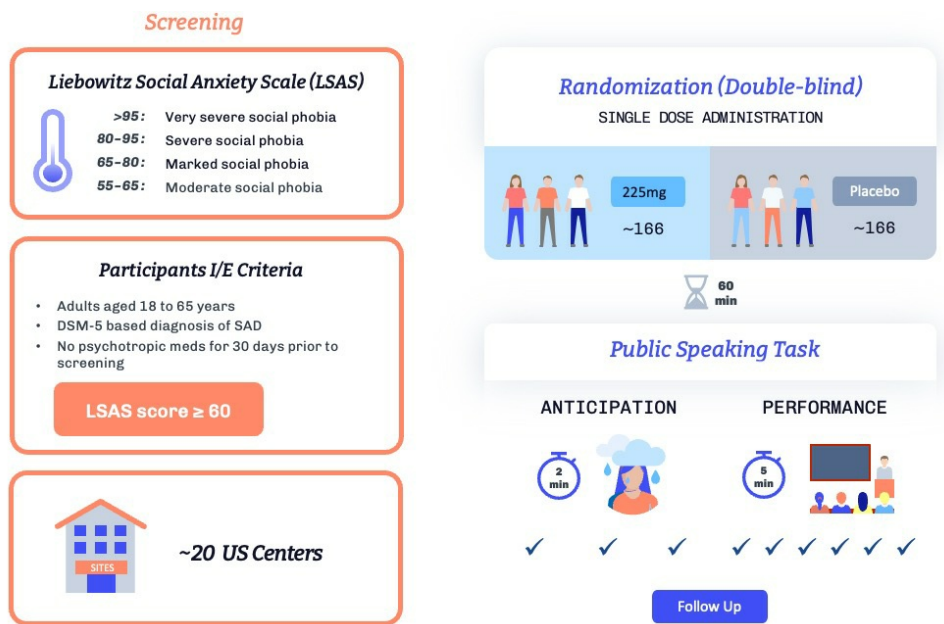 Screening
Liebowitz Social Anxiety Scale (LSAS)
>95: Very severe social phobia
80-95: Severe social phobia
65-80: Marked social phobia
55-65: Moderate social phobia
Participants I/E Criteria
• Adults aged 18 to 65 years
• DSM-5 based diagnosis of SAD
• No psychotropic meds for 30 days prior to
screening
LSAS score ≥ 60
SITES
~20 US Centers
Randomization (Double-blind)
SINGLE DOSE ADMINISTRATION
225mg
~166
Placebo
~166
60
min
Public Speaking Task
ANTICIPATION
2
min
PERFORMANCE
5
min
Follow Up